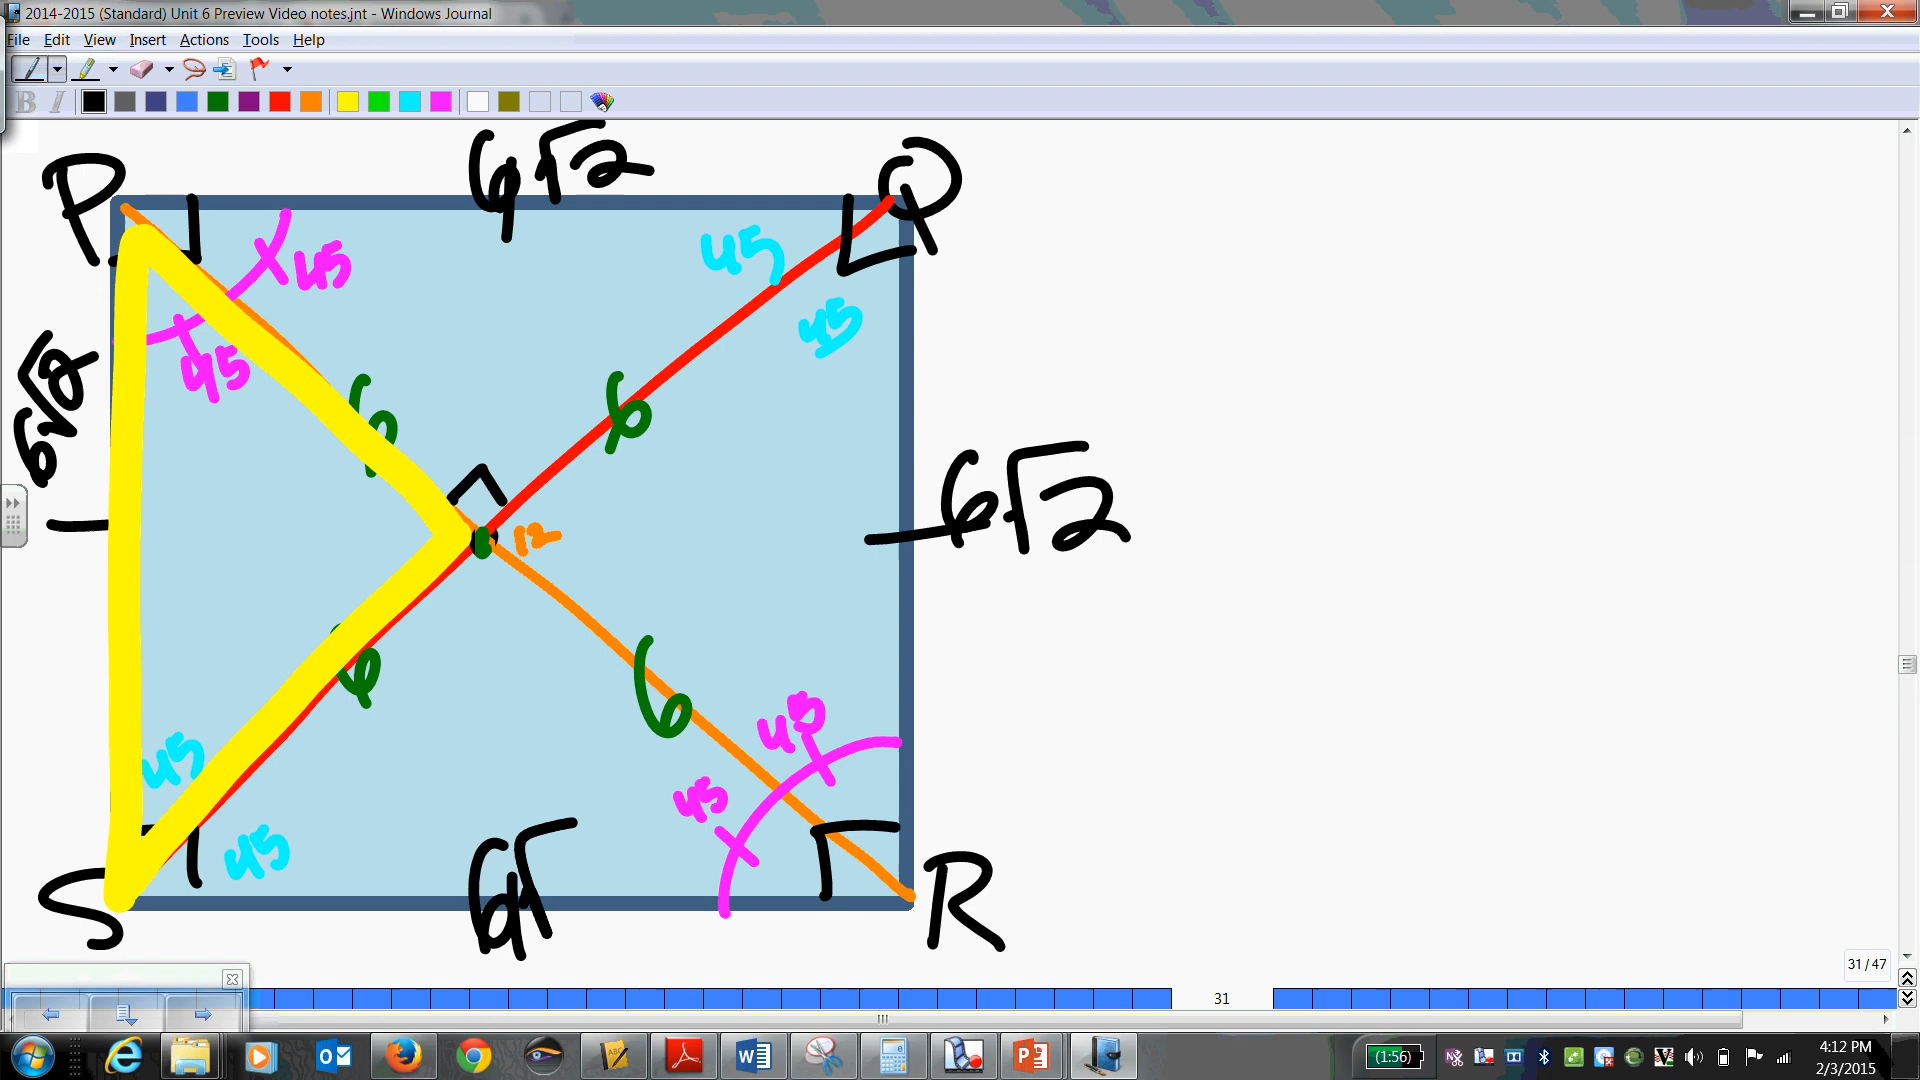 2014-2015 (Standard) Unit 6 Preview Video notes.jnt - Windows Journal
File Edit View Insert Actions Tools Help
B I
P 6√2 Q
45 45
45 45
6√2
6 6
12 6√2
6 6
45 45
45
45
S 6√ R
31/47
31
W P
(1:56)
4:12 PM
2/3/2015